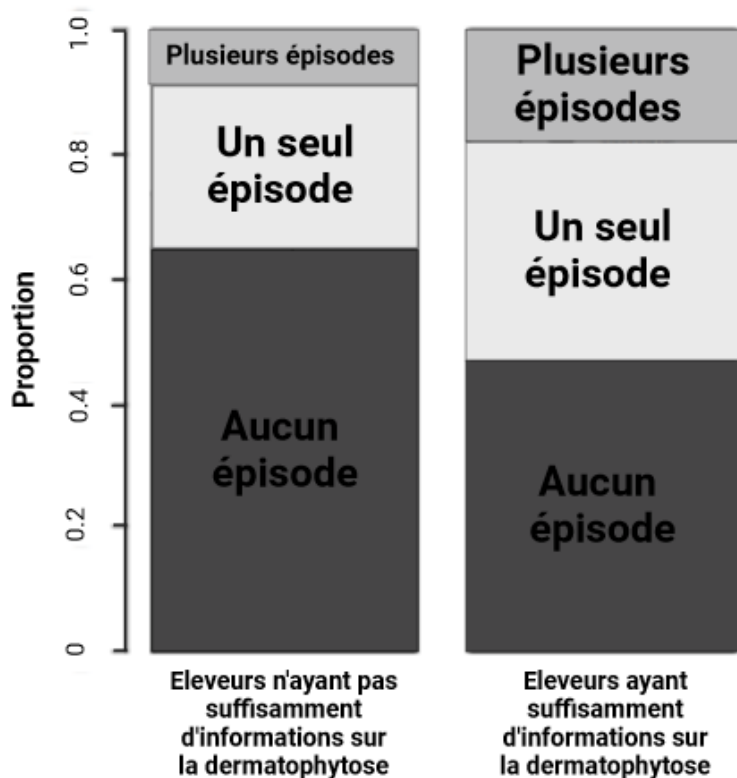 Proportion
1.0
0.8
0.6
0.4
0.2
0
Plusieurs épisodes
Un seul
épisode
Aucun
épisode
Plusieurs
épisodes
Un seul
épisode
Aucun
épisode
Eleveurs n'ayant pas
suffisamment
d'informations sur
la dermatophytose
Eleveurs ayant
suffisamment
d'informations sur
la dermatophytose